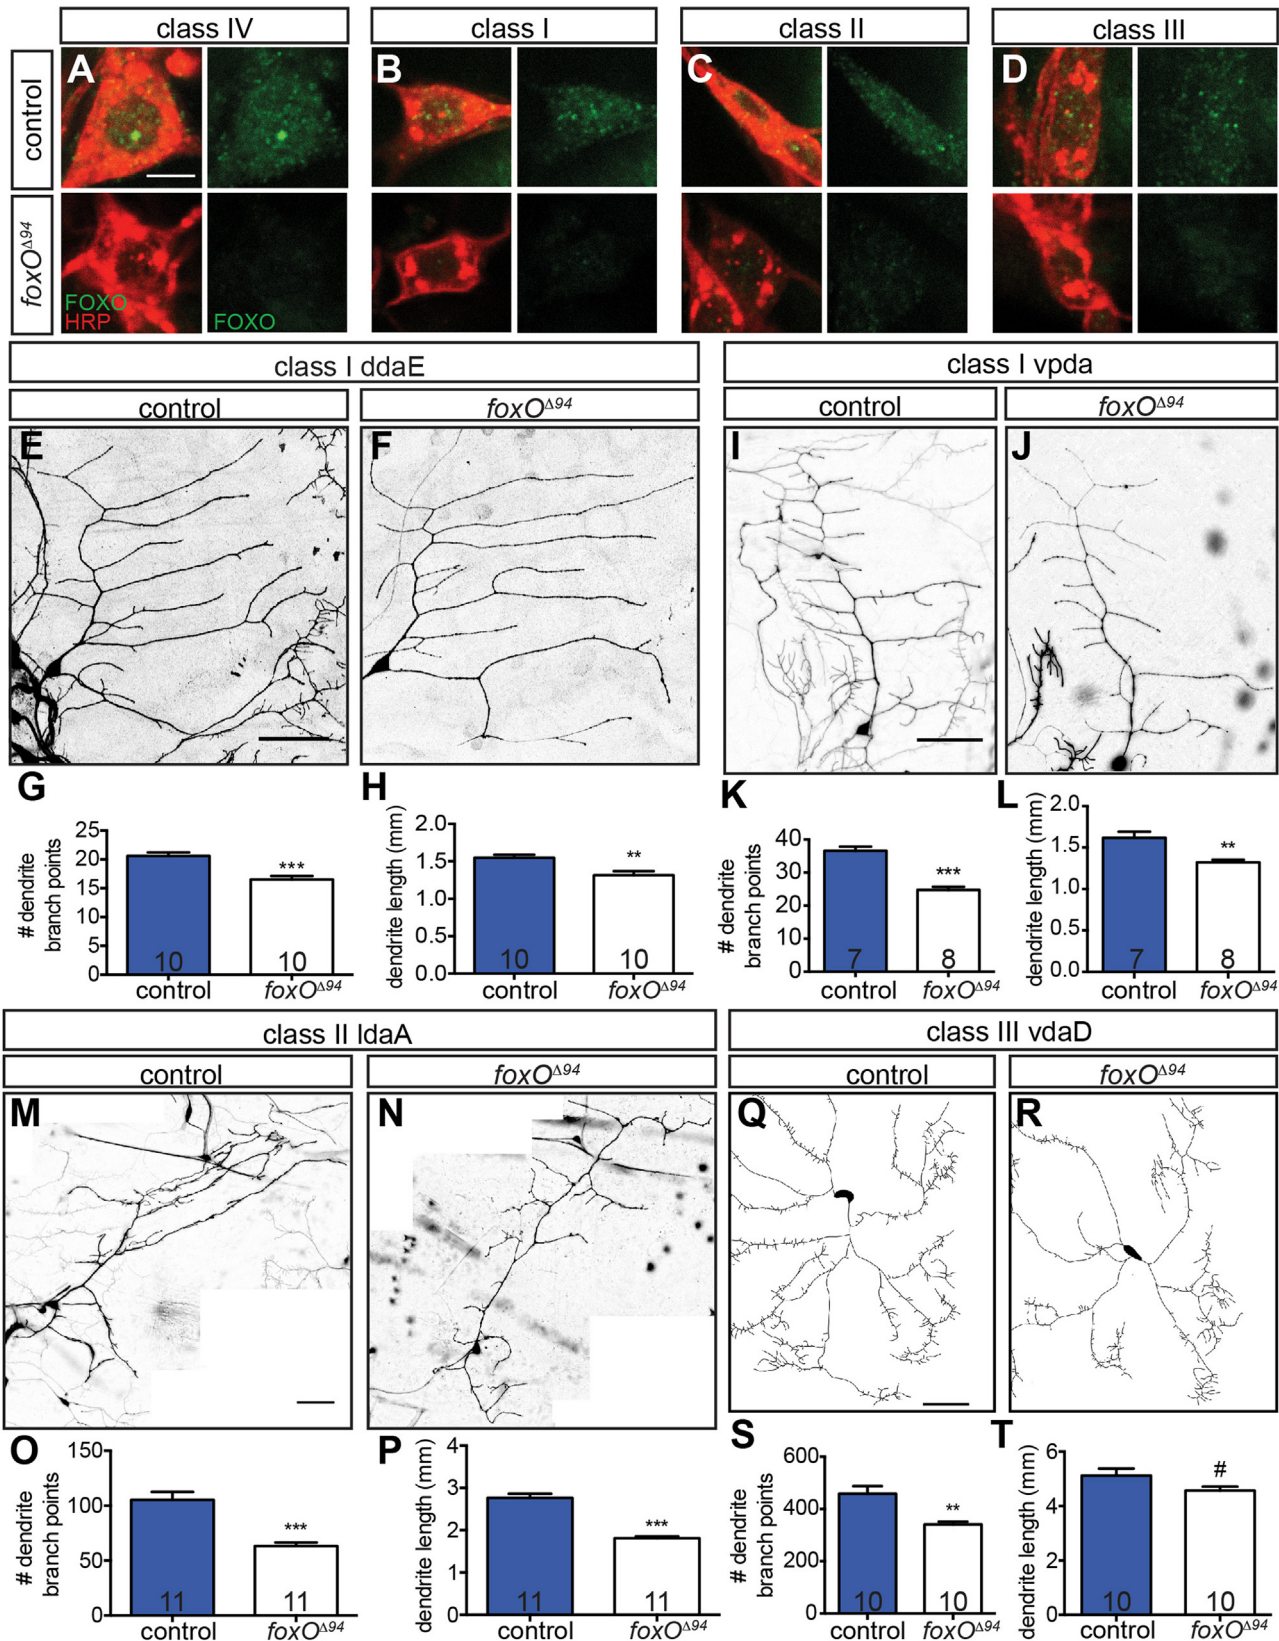 class IV class I class II class III
control
A B C D
foxOΔ94
FOXO
HRP FOXO
class I ddaE class I vpda
control foxOΔ94 control foxOΔ94
E F I J
G H K L
# dendrite branch points
25
20
15
10
5
0
***
10 10
control foxOΔ94
dendrite length (mm)
2.0
1.5
1.0
0.5
0.0
**
10 10
control foxOΔ94
# dendrite branch points
40
30
20
10
0
***
7 8
control foxOΔ94
dendrite length (mm)
2.0
1.5
1.0
0.5
0.0
**
7 8
control foxOΔ94
class II ldaA class III vdaD
control foxOΔ94 control foxOΔ94
M N Q R
O P S T
# dendrite branch points
150
100
50
0
***
11 11
control foxOΔ94
dendrite length (mm)
4
3
2
1
0
***
11 11
control foxOΔ94
# dendrite branch points
600
400
200
0
**
10 10
control foxOΔ94
dendrite length (mm)
6
4
2
0
#
10 10
control foxOΔ94